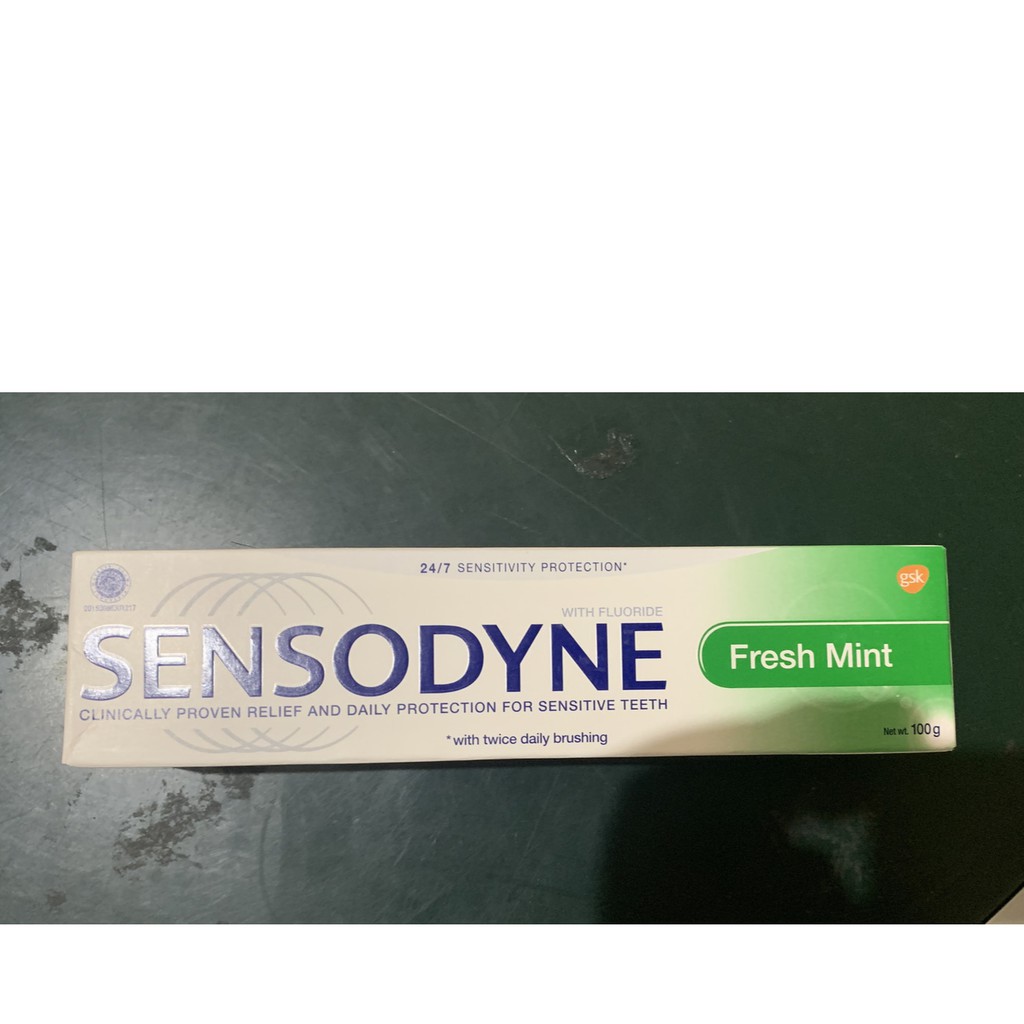 24/7 SENSITIVITY PROTECTION*
gsk
WITH FLUORIDE
SENSODYNE
Fresh Mint
CLINICALLY PROVEN RELIEF AND DAILY PROTECTION FOR SENSITIVE TEETH
*with twice daily brushing
Net wt. 100g